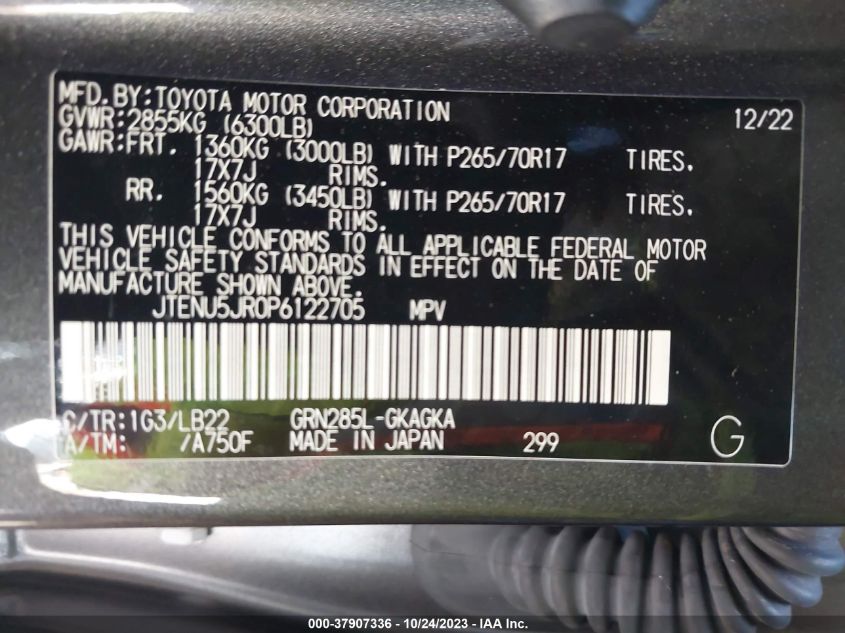 MFD.BY:TOYOTA MOTOR CORPORATION 12/22
GVWR:2855KG (6300LB)
GAWR:FRT. 1360KG (3000LB) WITH P265/70R17 TIRES.
17X7J RIMS.
RR. 1560KG (3450LB) WITH P265/70R17 TIRES.
17X7J RIMS.
THIS VEHICLE CONFORMS TO ALL APPLICABLE FEDERAL MOTOR
VEHICLE SAFETY STANDARDS IN EFFECT ON THE DATE OF
MANUFACTURE SHOWN ABOVE.
JTENU5JR0P6122705 MPV
C/TR:1G3/LB22 GRN285L-GKAGKA
A/TM: /A750F MADE IN JAPAN 299 G
000-37907336 - 10/24/2023 - IAA Inc.